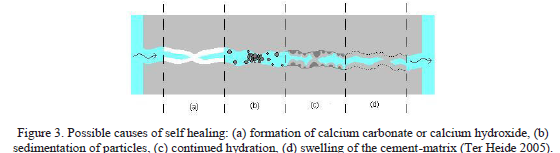 (a) (b) (c) (d)
Figure 3. Possible causes of self healing: (a) formation of calcium carbonate or calcium hydroxide, (b)
sedimentation of particles, (c) continued hydration, (d) swelling of the cement-matrix (Ter Heide 2005).